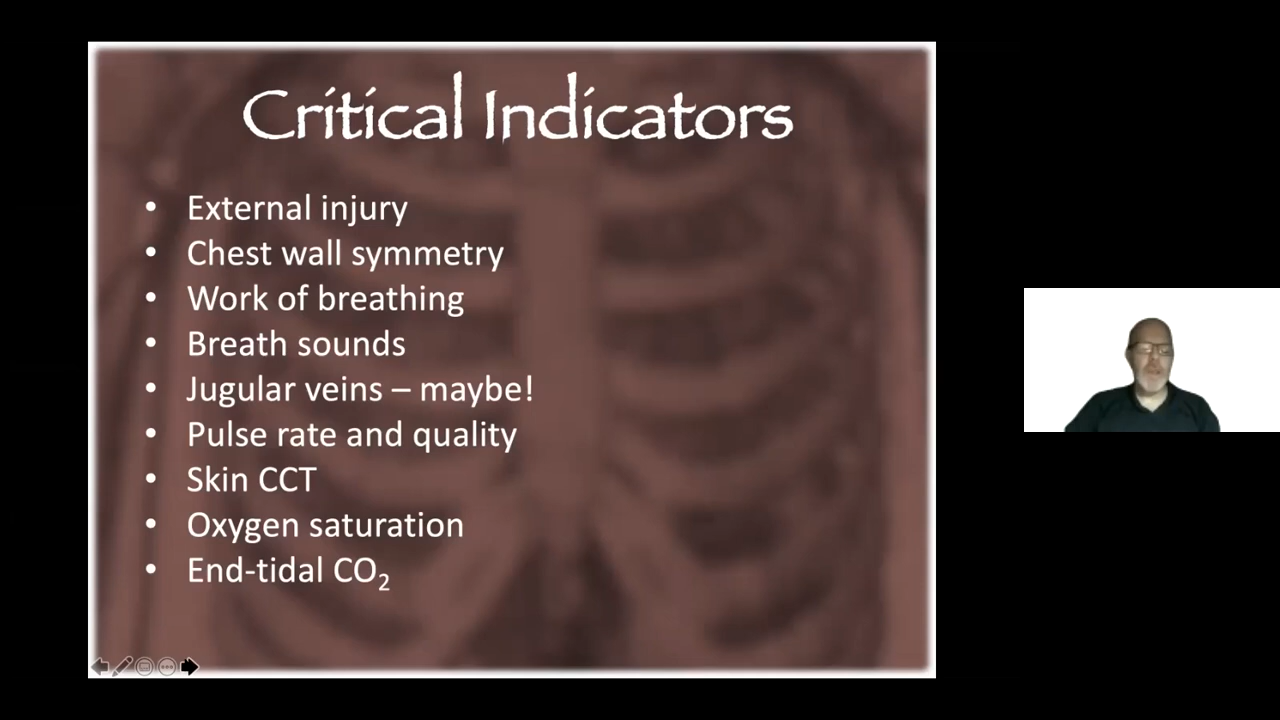 Critical Indicators
• External injury
• Chest wall symmetry
• Work of breathing
• Breath sounds
• Jugular veins – maybe!
• Pulse rate and quality
• Skin CCT
• Oxygen saturation
• End-tidal CO₂